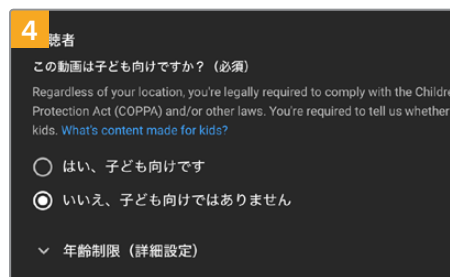 4
聴者
この動画は子ども向けですか？（必須）
Regardless of your location, you're legally required to comply with the Childre
Protection Act (COPPA) and/or other laws. You're required to tell us whether
kids. What's content made for kids?
はい、子ども向けです
いいえ、子ども向けではありません
年齢制限（詳細設定）